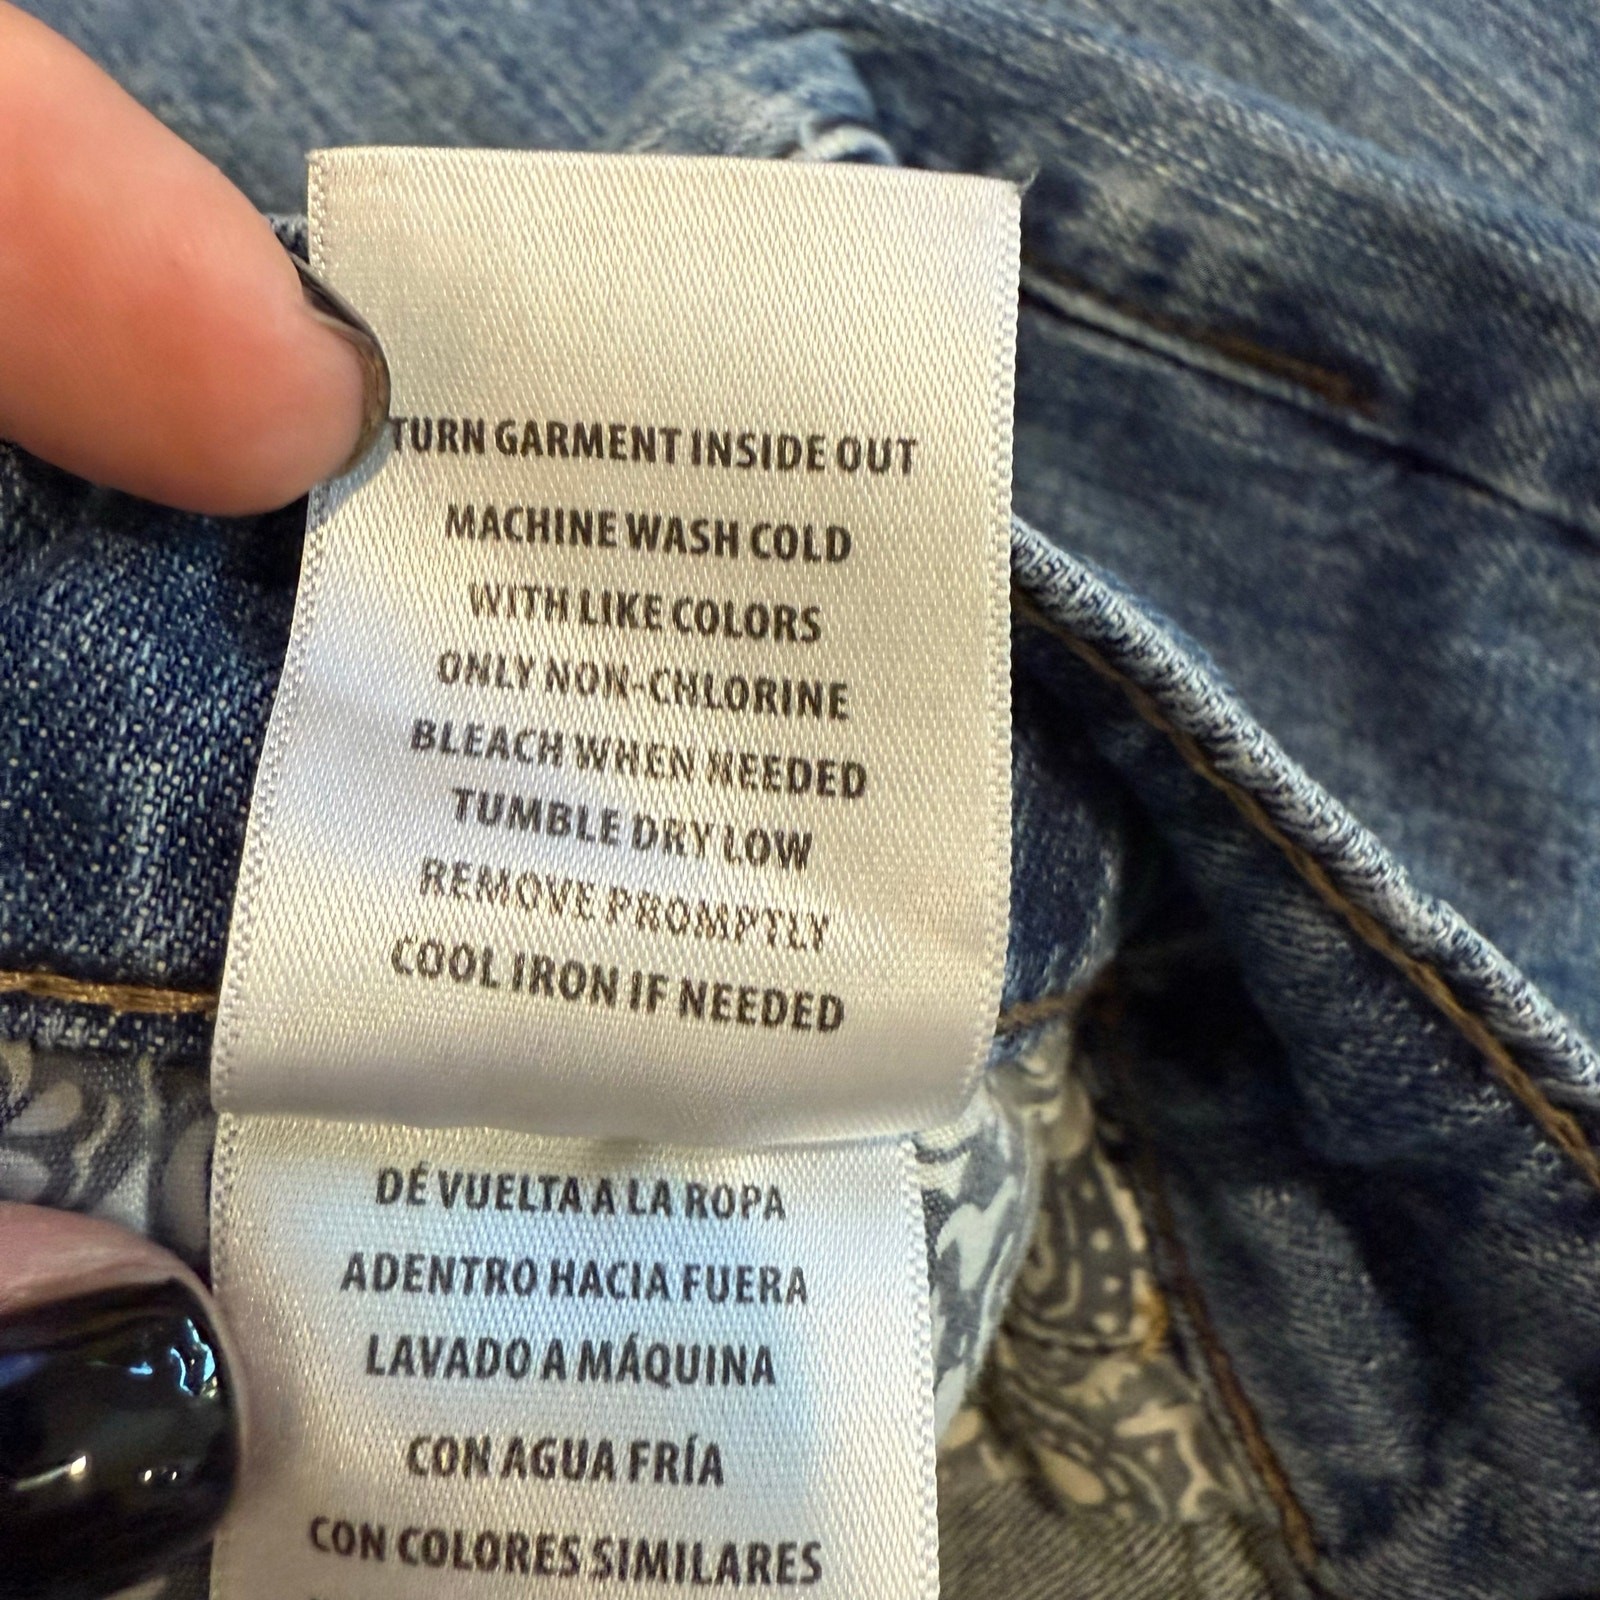 TURN GARMENT INSIDE OUT
MACHINE WASH COLD
WITH LIKE COLORS
ONLY NON-CHLORINE
BLEACH WHEN NEEDED
TUMBLE DRY LOW
REMOVE PROMPTLY
COOL IRON IF NEEDED
DÉ VUELTA A LA ROPA
ADENTRO HACIA FUERA
LAVADO A MÁQUINA
CON AGUA FRÍA
CON COLORES SIMILARES